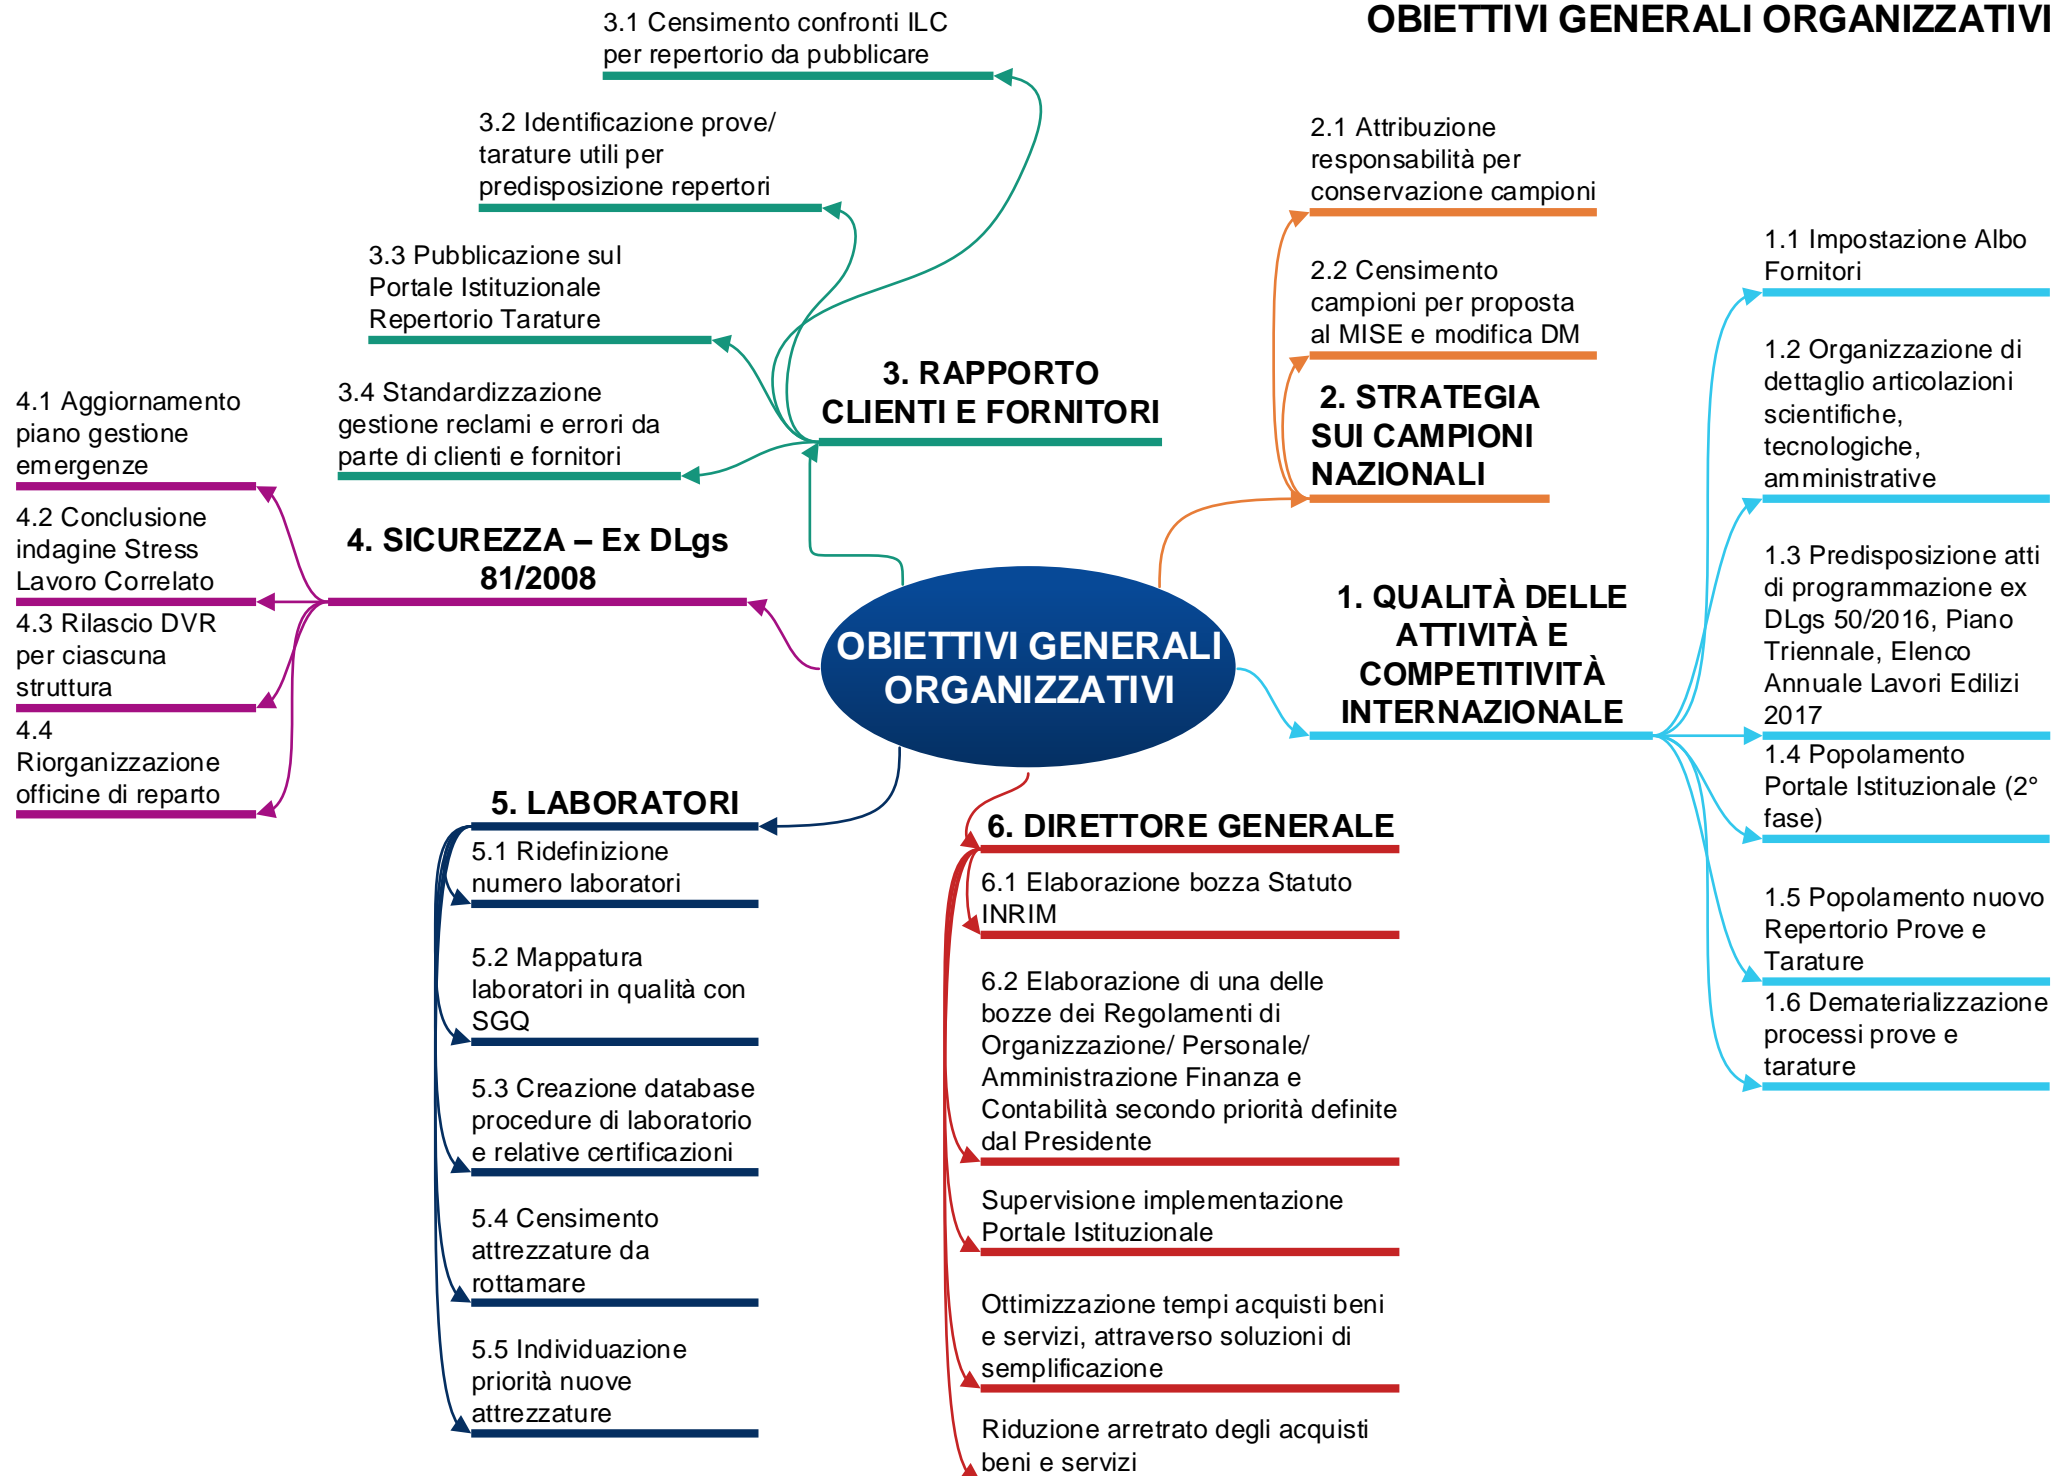 OBIETTIVI GENERALI ORGANIZZATIVI
OBIETTIVI GENERALI
ORGANIZZATIVI
1. QUALITÀ DELLE
ATTIVITÀ E
COMPETITIVITÀ
INTERNAZIONALE
1.1 Impostazione Albo
Fornitori
1.2 Organizzazione di
dettaglio articolazioni
scientifiche,
tecnologiche,
amministrative
1.3 Predisposizione atti
di programmazione ex
DLgs 50/2016, Piano
Triennale, Elenco
Annuale Lavori Edilizi
2017
1.4 Popolamento
Portale Istituzionale (2°
fase)
1.5 Popolamento nuovo
Repertorio Prove e
Tarature
1.6 Dematerializzazione
processi prove e
tarature
2. STRATEGIA
SUI CAMPIONI
NAZIONALI
2.1 Attribuzione
responsabilità per
conservazione campioni
2.2 Censimento
campioni per proposta
al MISE e modifica DM
3. RAPPORTO
CLIENTI E FORNITORI
3.1 Censimento confronti ILC
per repertorio da pubblicare
3.2 Identificazione prove/
tarature utili per
predisposizione repertori
3.3 Pubblicazione sul
Portale Istituzionale
Repertorio Tarature
3.4 Standardizzazione
gestione reclami e errori da
parte di clienti e fornitori
4. SICUREZZA – Ex DLgs
81/2008
4.1 Aggiornamento
piano gestione
emergenze
4.2 Conclusione
indagine Stress
Lavoro Correlato
4.3 Rilascio DVR
per ciascuna
struttura
4.4
Riorganizzazione
officine di reparto
5. LABORATORI
5.1 Ridefinizione
numero laboratori
5.2 Mappatura
laboratori in qualità con
SGQ
5.3 Creazione database
procedure di laboratorio
e relative certificazioni
5.4 Censimento
attrezzature da
rottamare
5.5 Individuazione
priorità nuove
attrezzature
6. DIRETTORE GENERALE
6.1 Elaborazione bozza Statuto
INRIM
6.2 Elaborazione di una delle
bozze dei Regolamenti di
Organizzazione/ Personale/
Amministrazione Finanza e
Contabilità secondo priorità definite
dal Presidente
Supervisione implementazione
Portale Istituzionale
Ottimizzazione tempi acquisti beni
e servizi, attraverso soluzioni di
semplificazione
Riduzione arretrato degli acquisti
beni e servizi